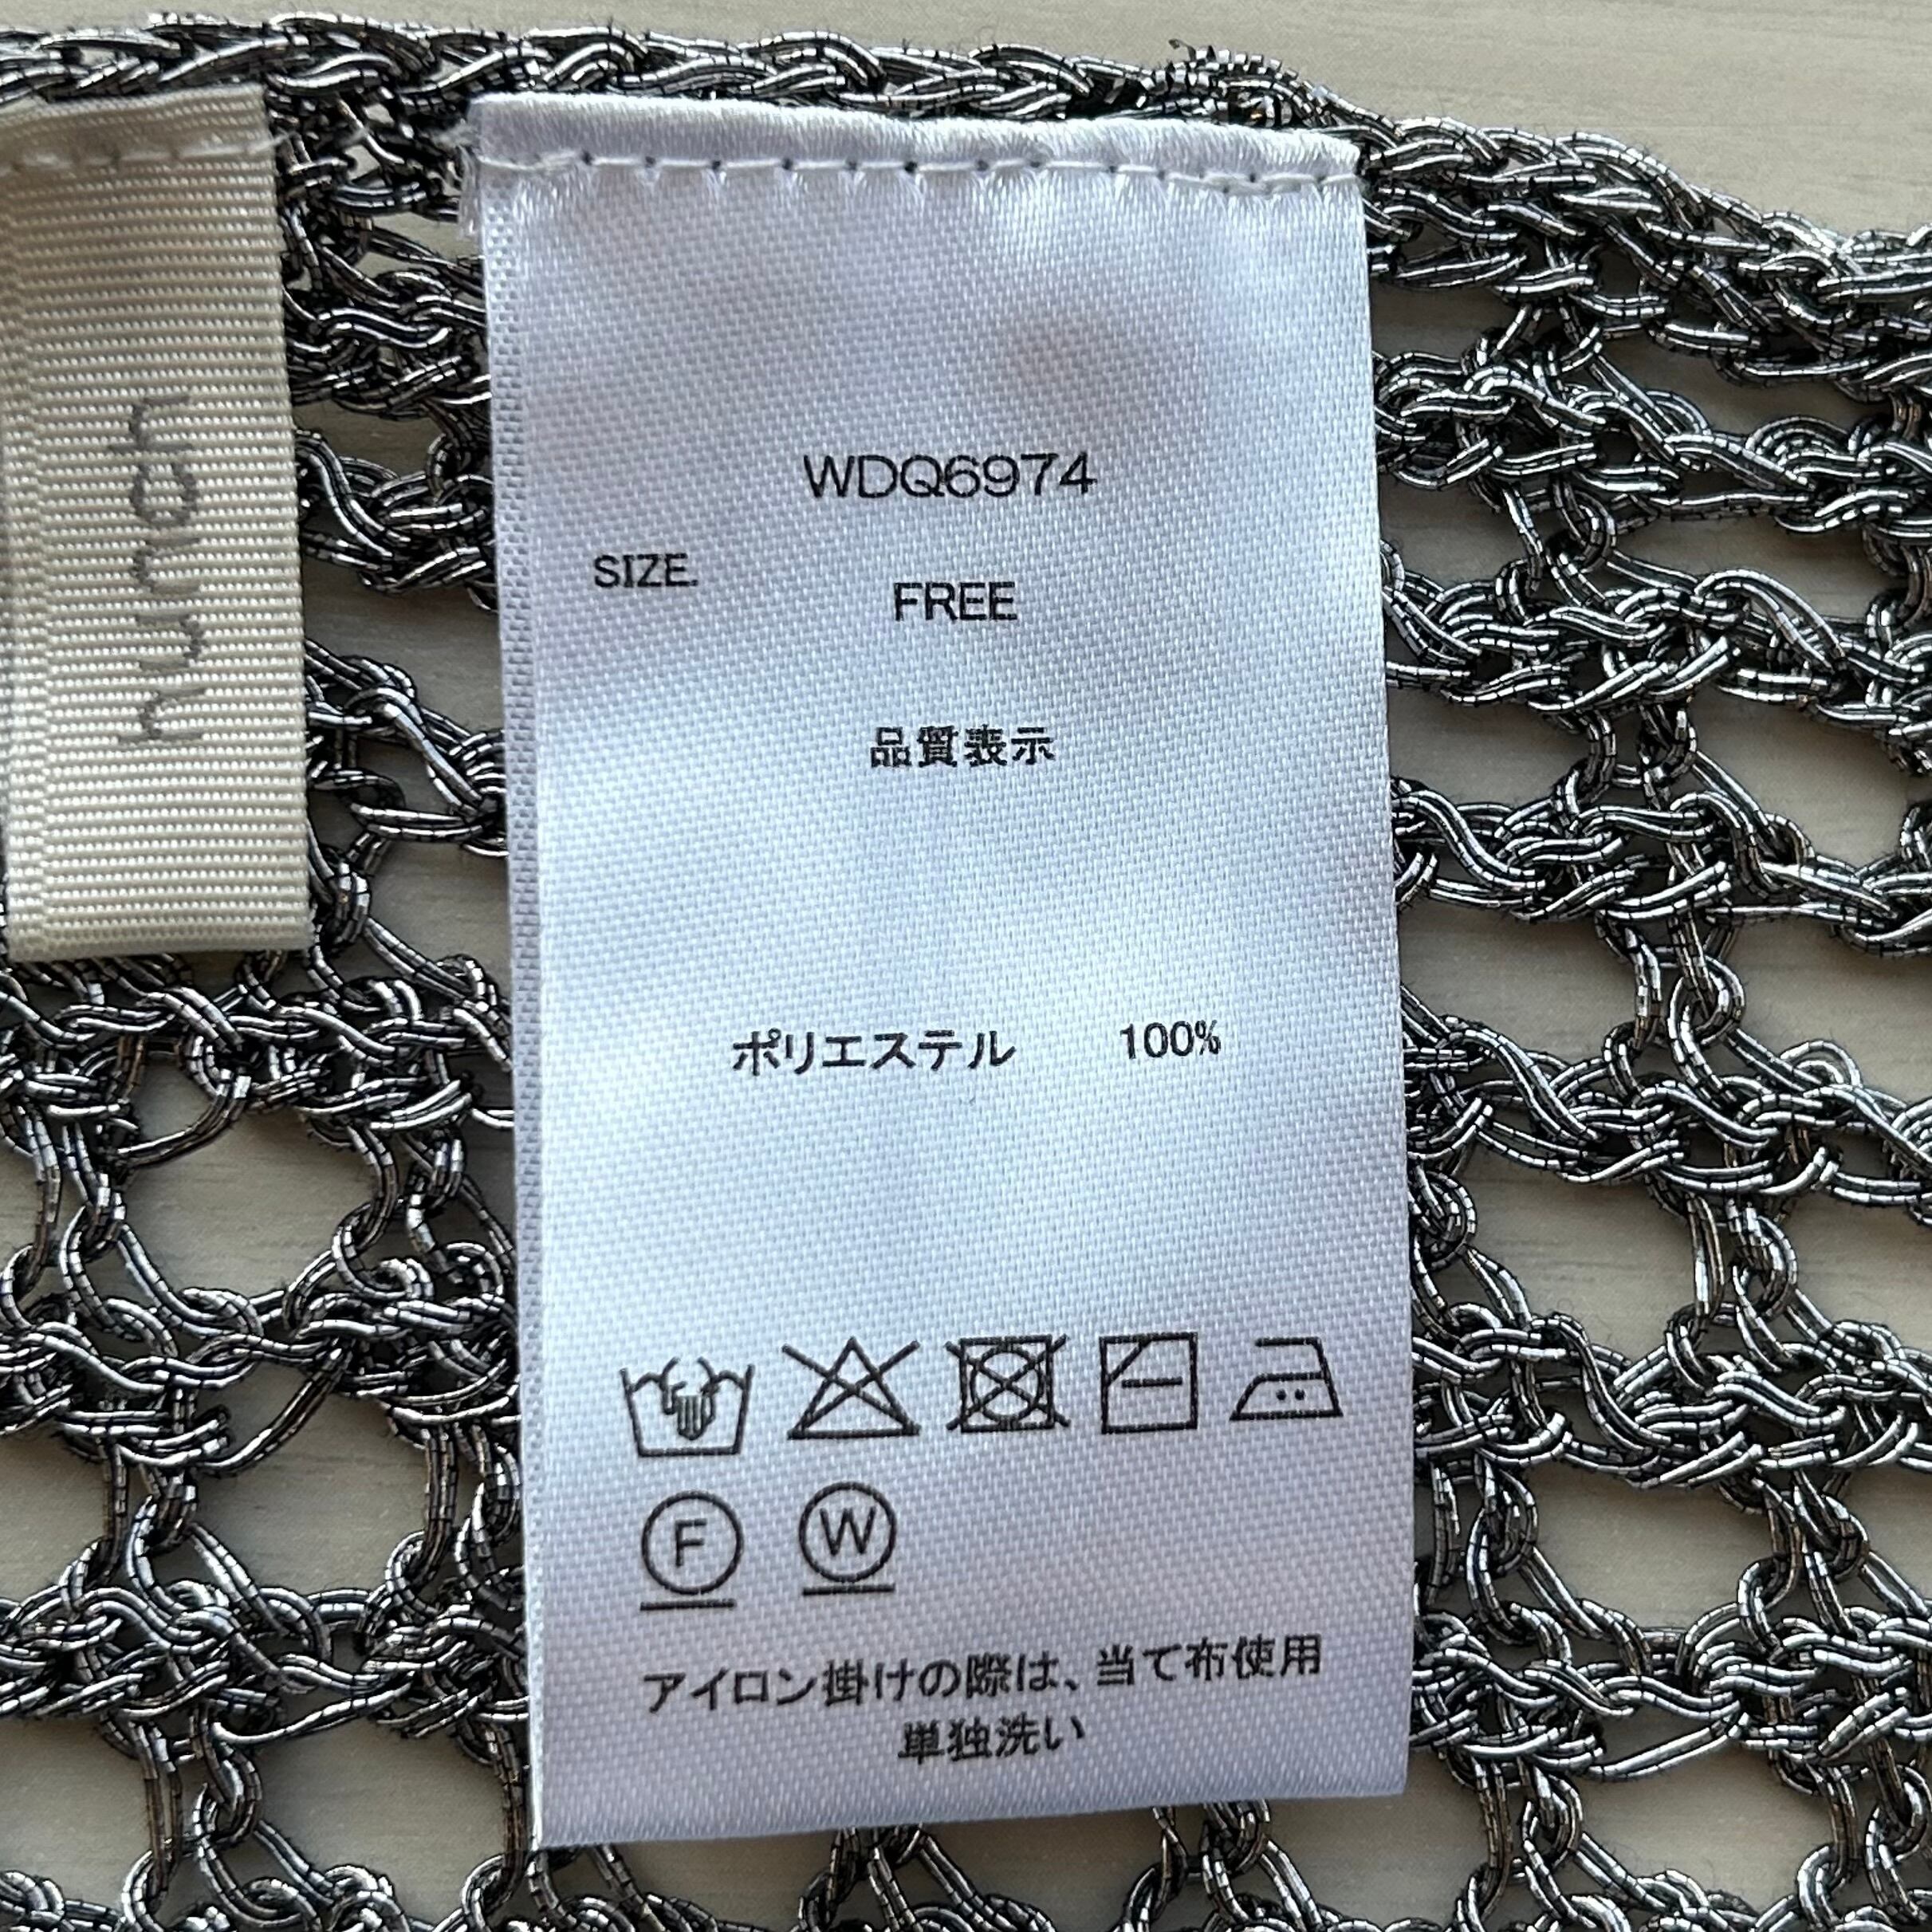 nunuch
WDQ6974
SIZE.
FREE
品質表示
ポリエステル 100%
F W
アイロン掛けの際は、当て布使用
単独洗い